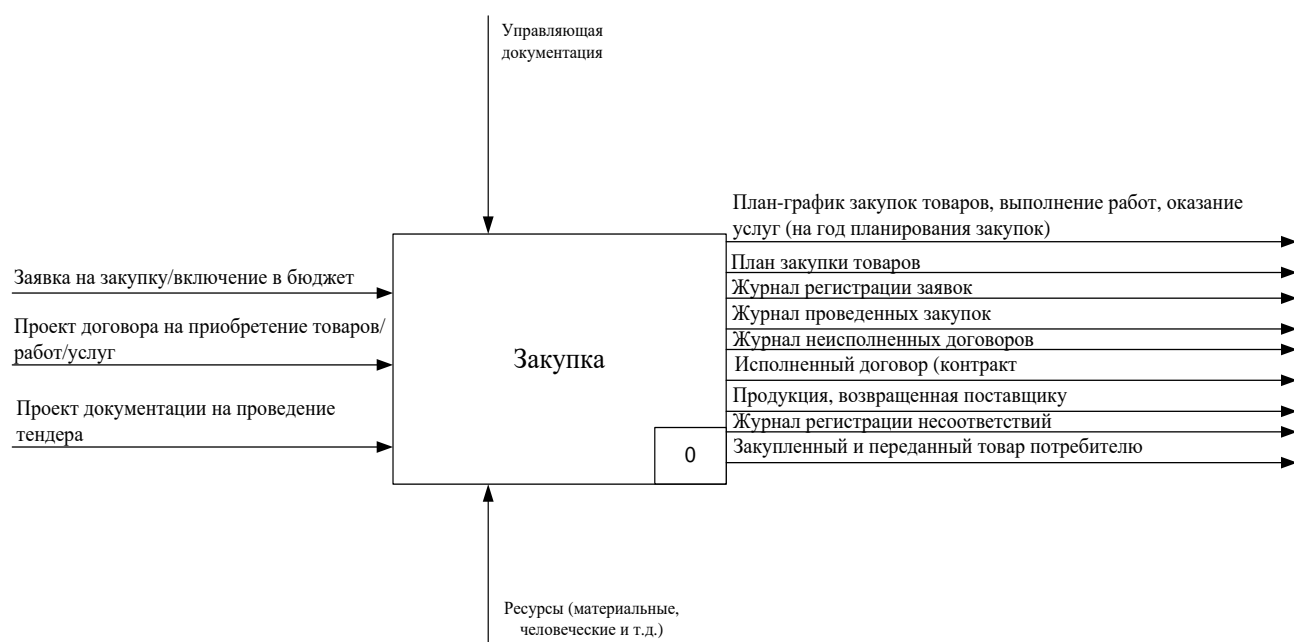 Управляющая
документация
План-график закупок товаров, выполнение работ, оказание
услуг (на год планирования закупок)
План закупки товаров
Журнал регистрации заявок
Журнал проведенных закупок
Журнал неисполненных договоров
Исполненный договор (контракт
Продукция, возвращенная поставщику
Журнал регистрации несоответствий
Закупленный и переданный товар потребителю
Заявка на закупку/включение в бюджет
Проект договора на приобретение товаров/
работ/услуг
Проект документации на проведение
тендера
Закупка
0
Ресурсы (материальные,
человеческие и т.д.)